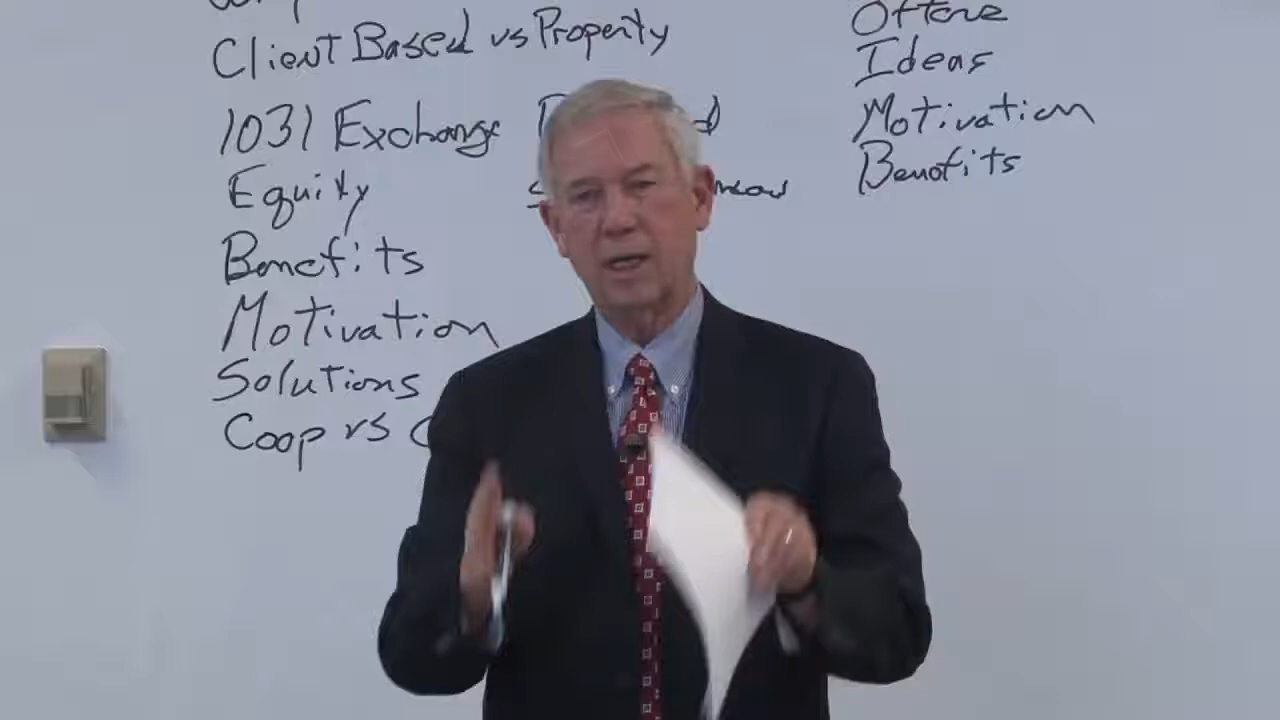 Client Based vs Property
1031 Exchange
Equity
Benefits
Motivation
Solutions
Coop vs
Offers
Ideas
Motivation
Benefits